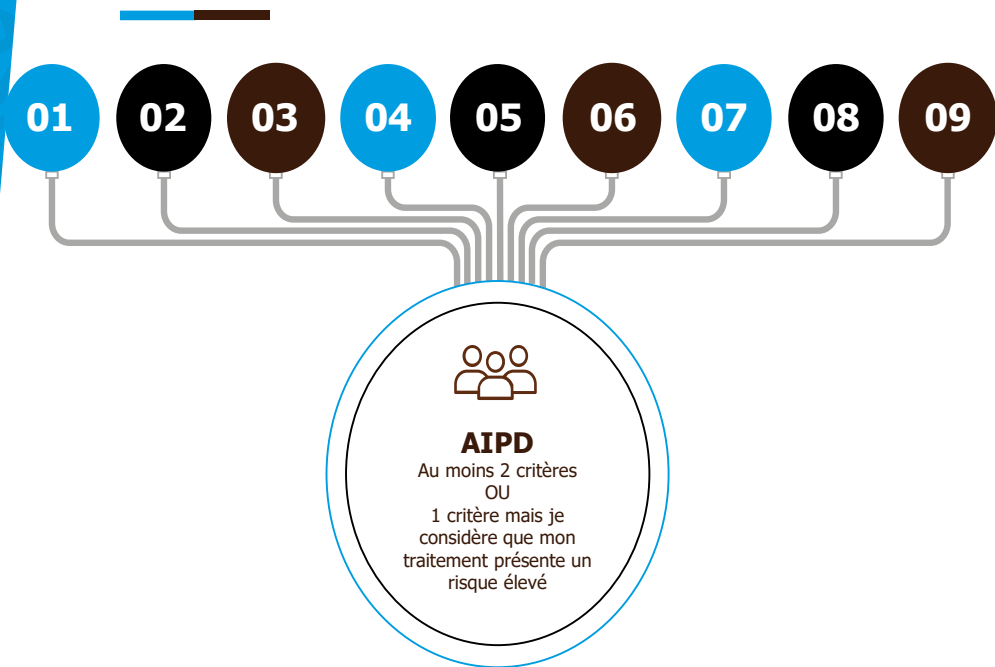 01 02 03 04 05 06 07 08 09
AIPD
Au moins 2 critères
OU
1 critère mais je
considère que mon
traitement présente un
risque élevé